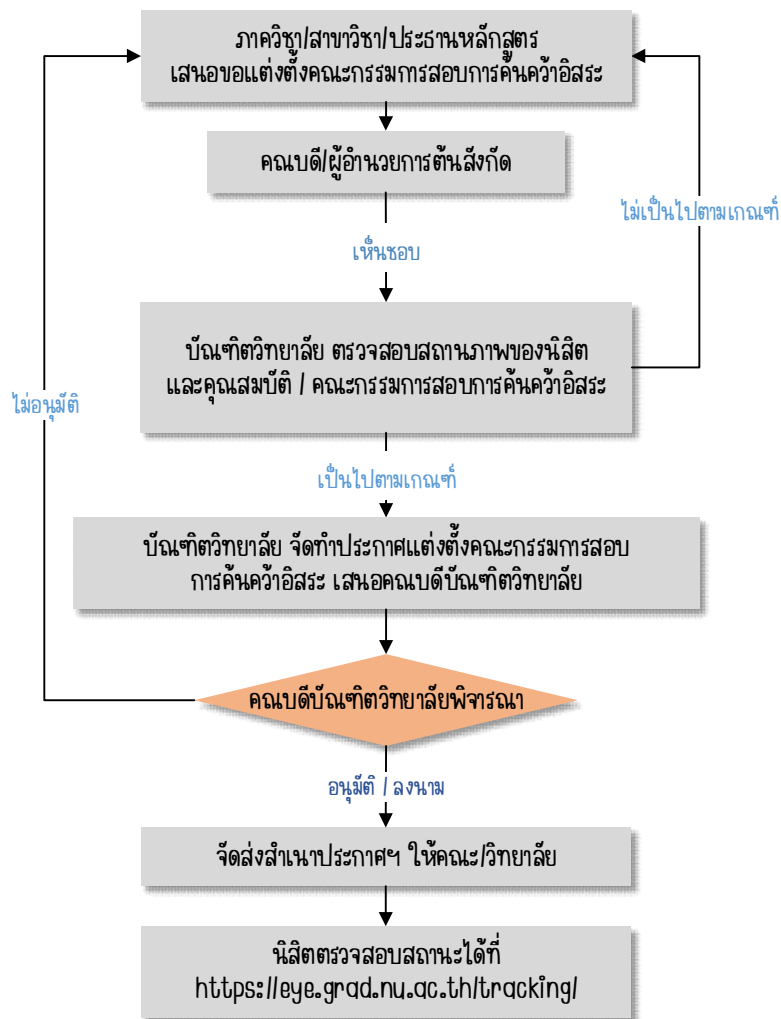 ภาควิชา/สาขาวิชา/ประธานหลักสูตร
เสนอขอแต่งตั้งคณะกรรมการสอบการค้นคว้าอิสระ
คณบดี/ผู้อำนวยการต้นสังกัด
ไม่เป็นไปตามเกณฑ์
เห็นชอบ
บัณฑิตวิทยาลัย ตรวจสอบสถานภาพของนิสิต
และคุณสมบัติ / คณะกรรมการสอบการค้นคว้าอิสระ
ไม่อนุมัติ
เป็นไปตามเกณฑ์
บัณฑิตวิทยาลัย จัดทำประกาศแต่งตั้งคณะกรรมการสอบ
การค้นคว้าอิสระ เสนอคณบดีบัณฑิตวิทยาลัย
คณบดีบัณฑิตวิทยาลัยพิจารณา
อนุมัติ / ลงนาม
จัดส่งสำเนาประกาศฯ ให้คณะ/วิทยาลัย
นิสิตตรวจสอบสถานะได้ที่
https://eye.grad.nu.ac.th/tracking/